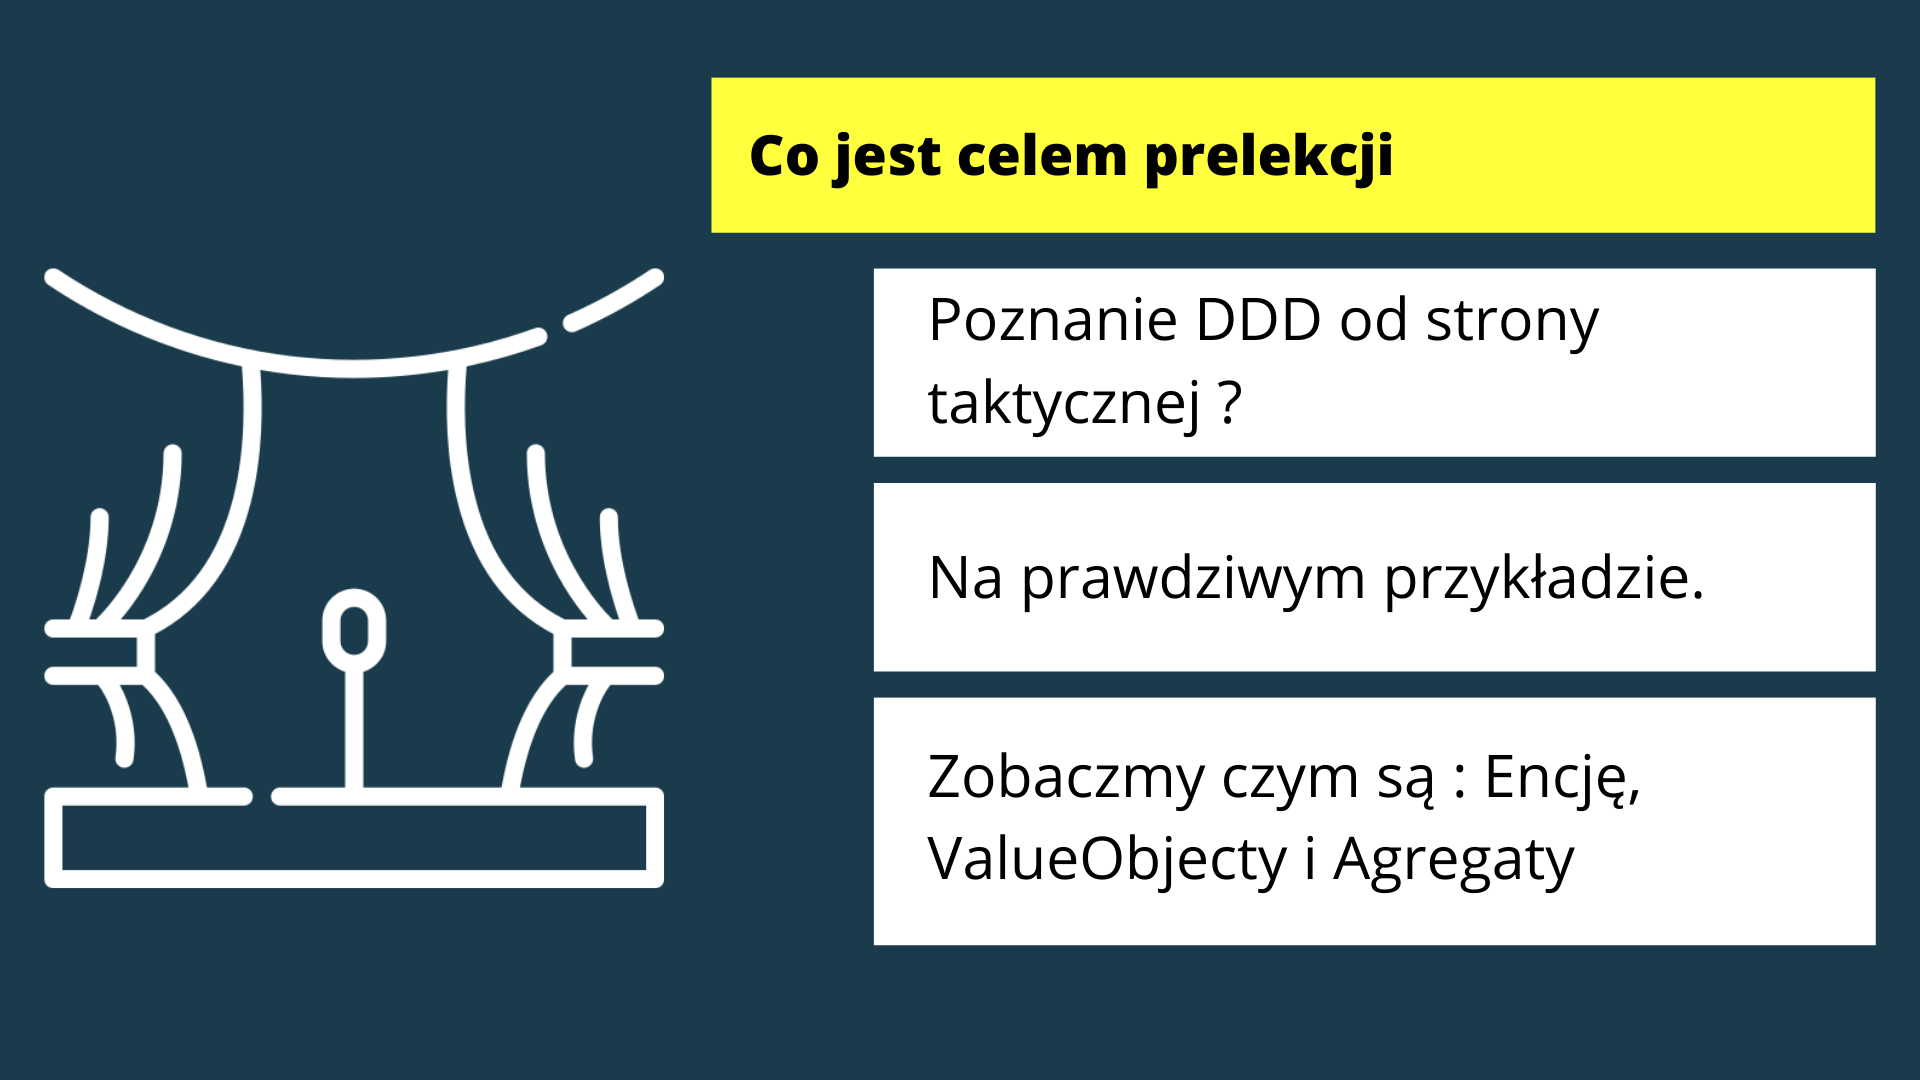 Co jest celem prelekcji
Poznanie DDD od strony
taktycznej ?
Na prawdziwym przykładzie.
Zobaczmy czym są : Encję,
ValueObjecty i Agregaty